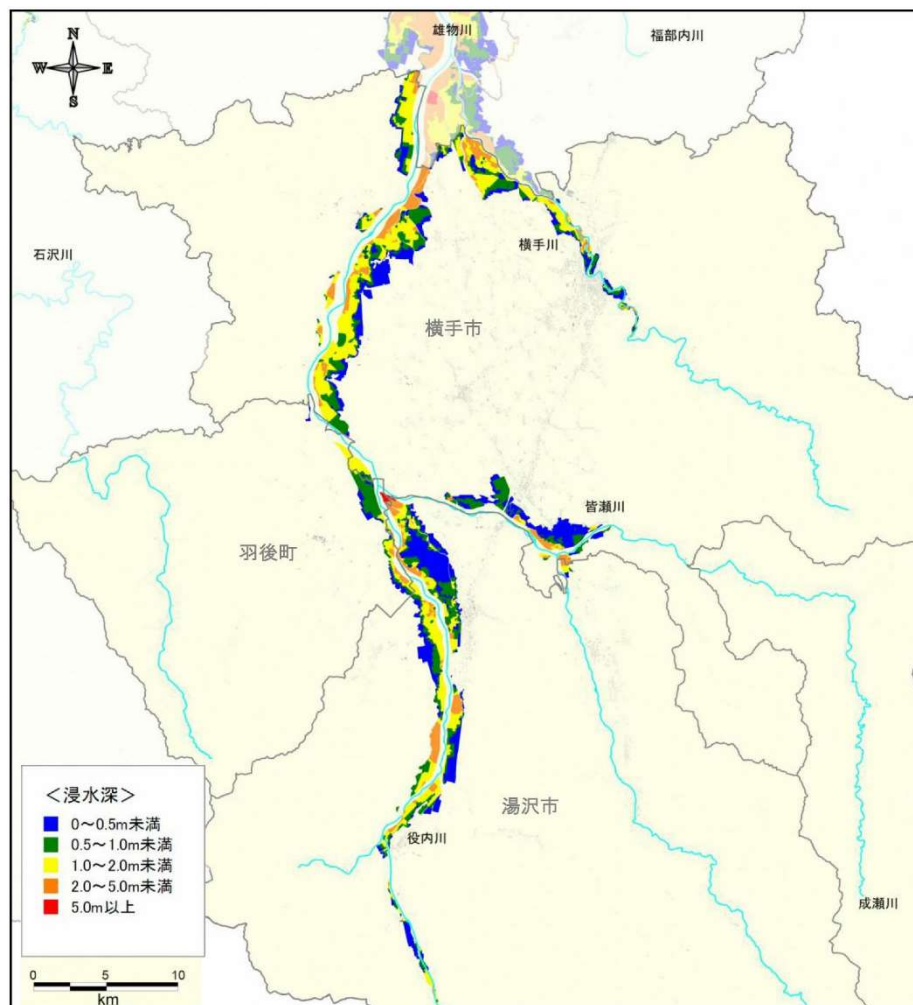 雄物川
福部内川
N
W E
S
石沢川
横手川
横手市
皆瀬川
羽後町
<浸水深>
0～0.5m未満
0.5～1.0m未満
1.0～2.0m未満
2.0～5.0m未満
5.0m以上
湯沢市
役内川
成瀬川
0 5 10
km